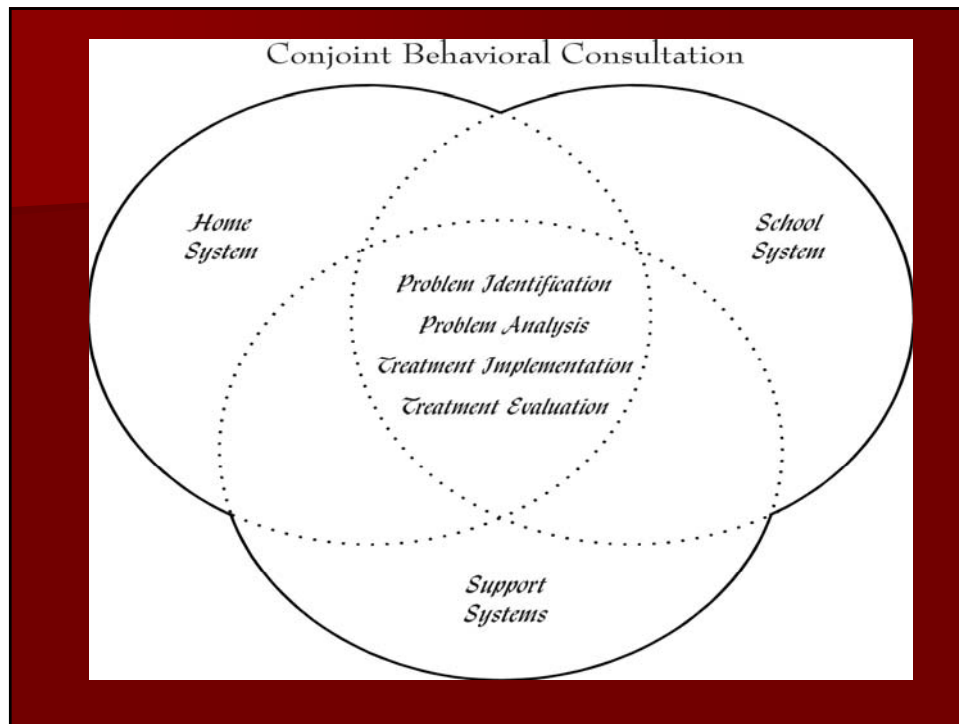 Conjoint Behavioral Consultation
Home
System
School
System
Problem Identification
Problem Analysis
Treatment Implementation
Treatment Evaluation
Support
Systems